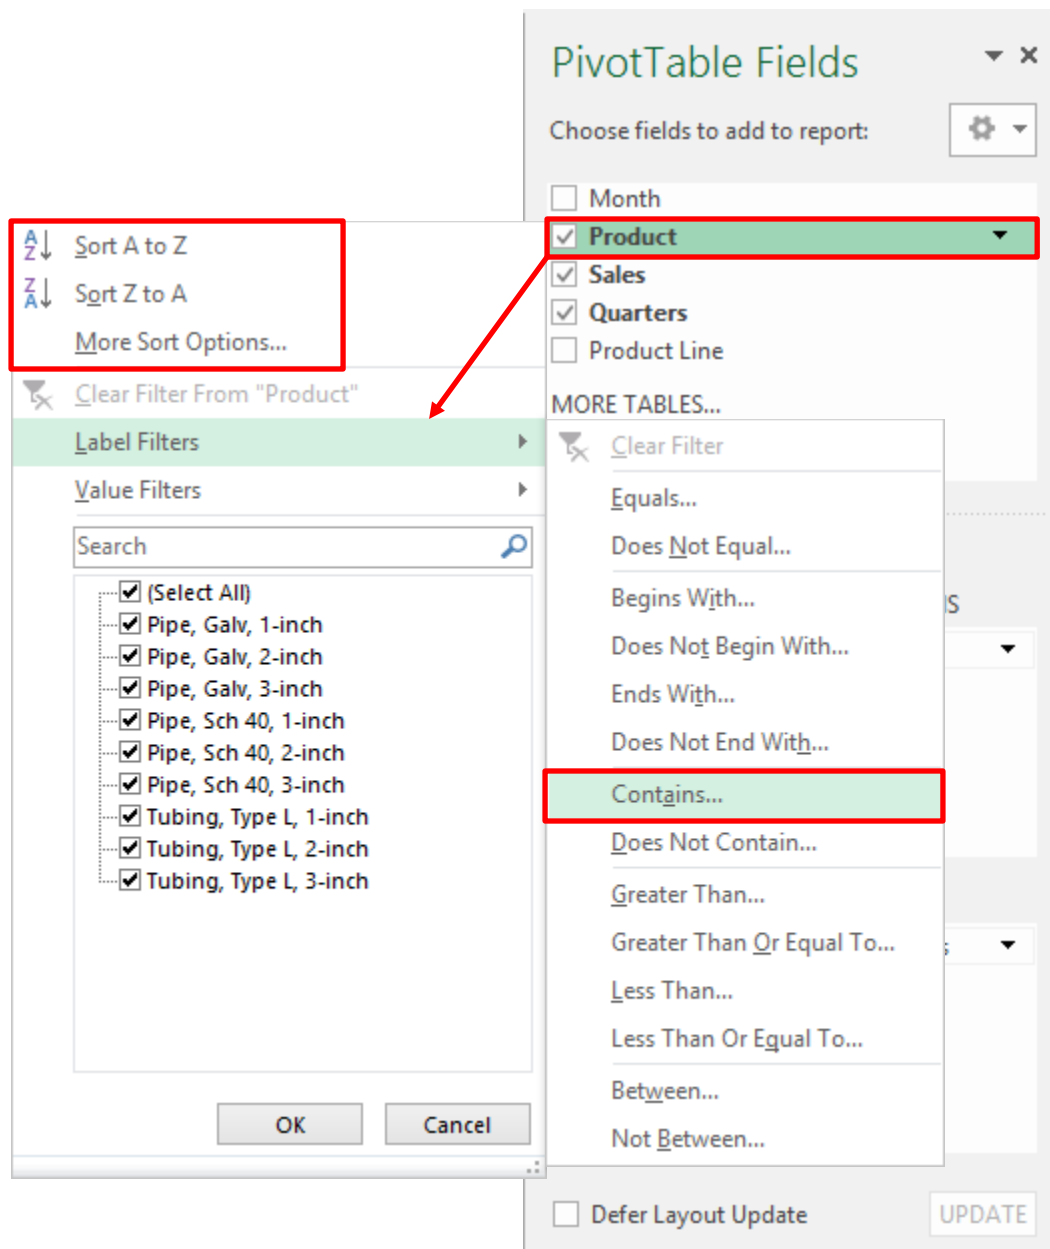 PivotTable Fields
Choose fields to add to report:
Month
Product
Sales
Quarters
Product Line
MORE TABLES...
Sort A to Z
Sort Z to A
More Sort Options...
Clear Filter From "Product"
Label Filters
Value Filters
Search
(Select All)
Pipe, Galv, 1-inch
Pipe, Galv, 2-inch
Pipe, Galv, 3-inch
Pipe, Sch 40, 1-inch
Pipe, Sch 40, 2-inch
Pipe, Sch 40, 3-inch
Tubing, Type L, 1-inch
Tubing, Type L, 2-inch
Tubing, Type L, 3-inch
OK
Cancel
Clear Filter
Equals...
Does Not Equal...
Begins With...
Does Not Begin With...
Ends With...
Does Not End With...
Contains...
Does Not Contain...
Greater Than...
Greater Than Or Equal To...
Less Than...
Less Than Or Equal To...
Between...
Not Between...
Defer Layout Update
UPDATE